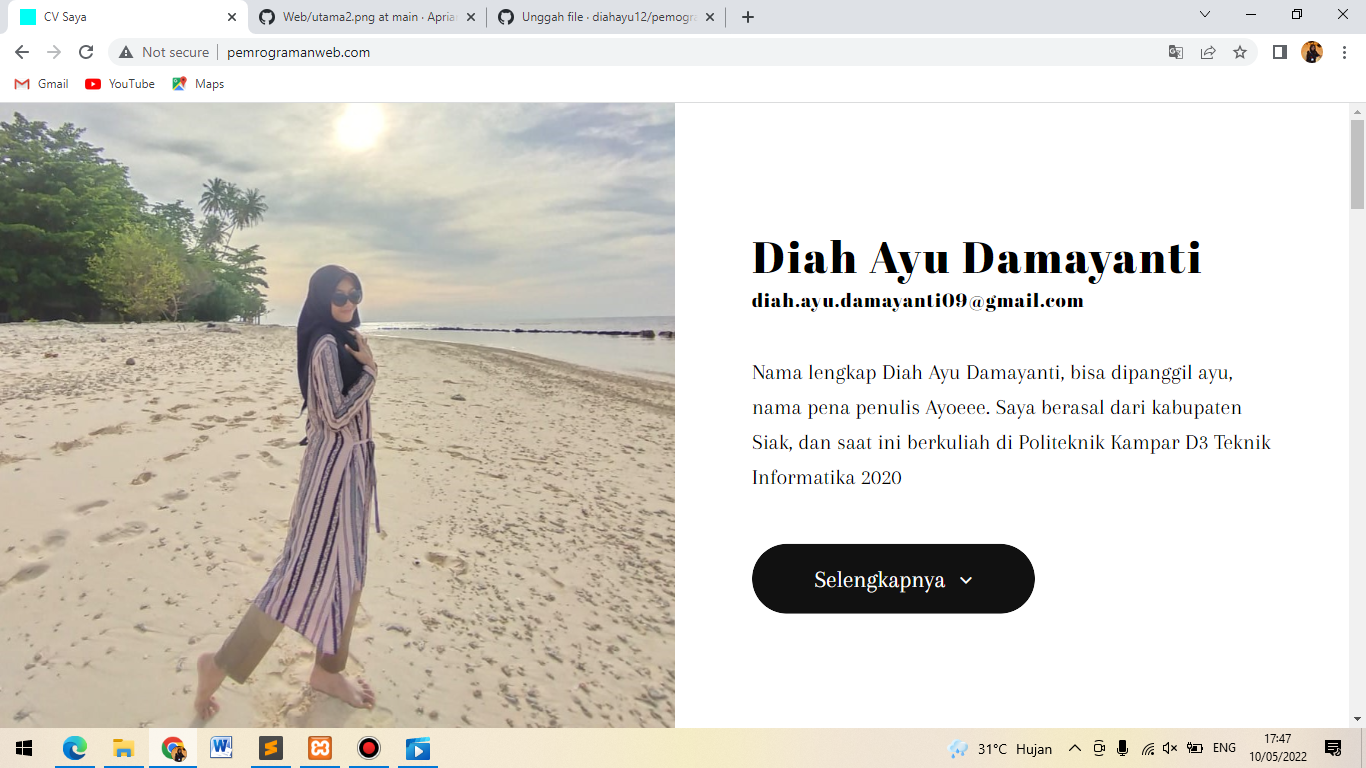 CV Saya
Web/utama2.png at main · Apria
Unggah file · diahayu12/pemogra
Not secure
pemrogramanweb.com
Gmail
YouTube
Maps
Diah Ayu Damayanti
diah.ayu.damayanti09@gmail.com
Nama lengkap Diah Ayu Damayanti, bisa dipanggil ayu,
nama pena penulis Ayoeee. Saya berasal dari kabupaten
Siak, dan saat ini berkuliah di Politeknik Kampar D3 Teknik
Informatika 2020
Selengkapnya
31°C Hujan
ENG
17:47
10/05/2022